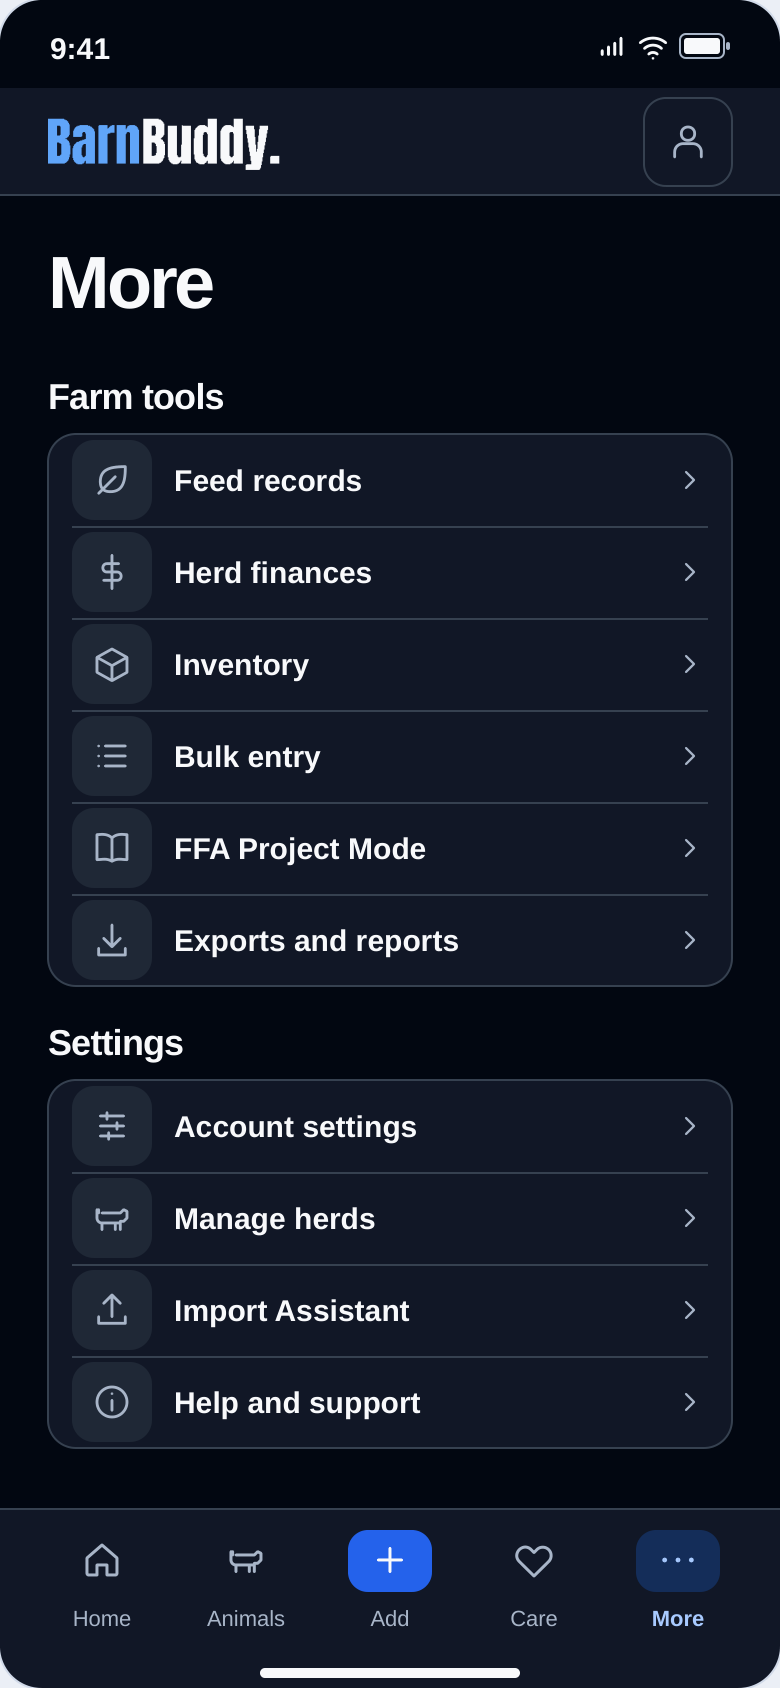 9:41
BarnBuddy.
More
Farm tools
Feed records
Herd finances
Inventory
Bulk entry
FFA Project Mode
Exports and reports
Settings
Account settings
Manage herds
Import Assistant
Help and support
Home Animals Add Care More